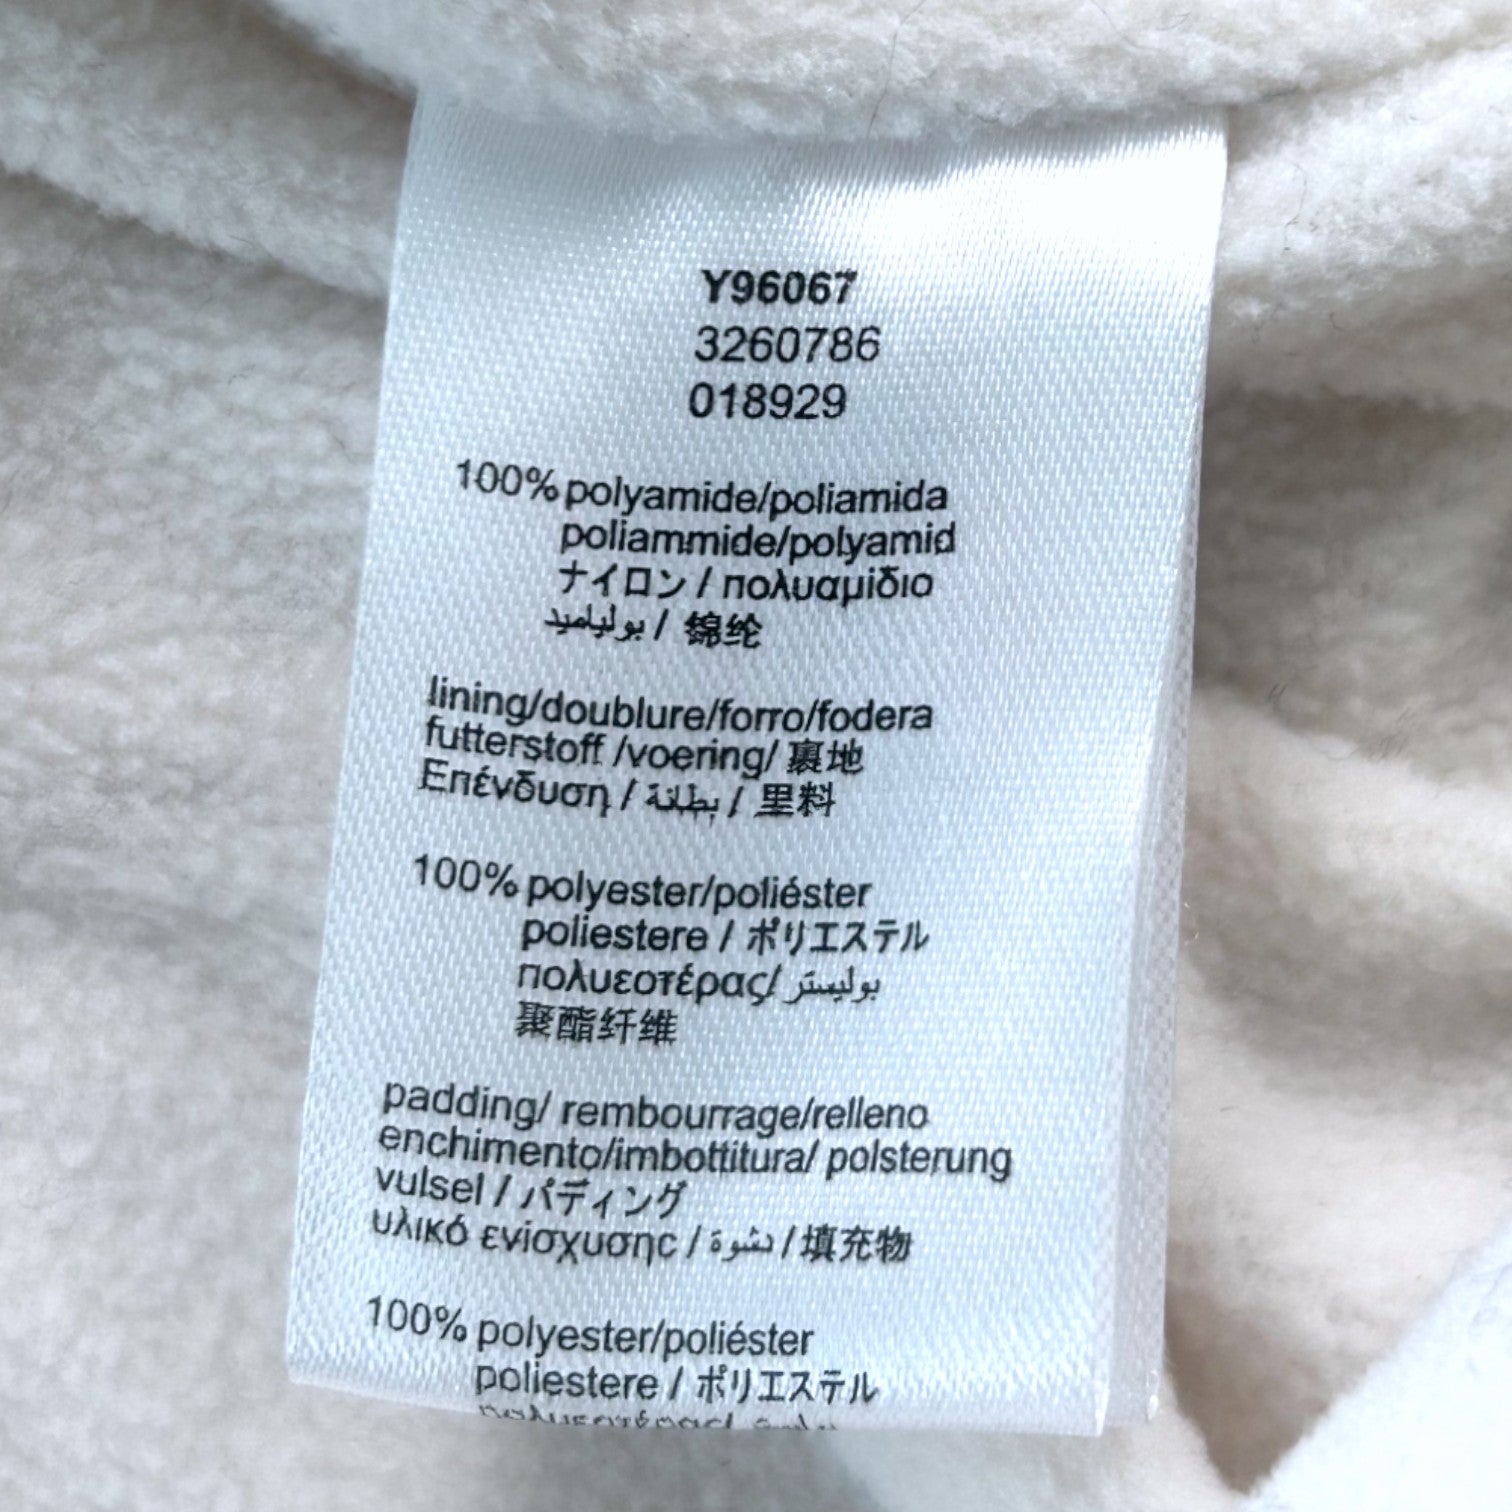 Y96067
3260786
018929
100% polyamide/poliamida
poliammide/polyamid
ナイロン / πολυαμίδιο
بولياميد / 锦纶
lining/doublure/forro/fodera
futterstoff /voering/ 裏地
Επένδυση / بطانة / 里料
100% polyester/poliéster
poliestere / ポリエステル
πολυεστέρας/ بوليستر
聚酯纤维
padding/ rembourrage/relleno
enchimento/imbottitura/ polsterung
vulsel / パディング
υλικό ενίσχυσης / نشوة / 填充物
100% polyester/poliéster
poliestere / ポリエステル